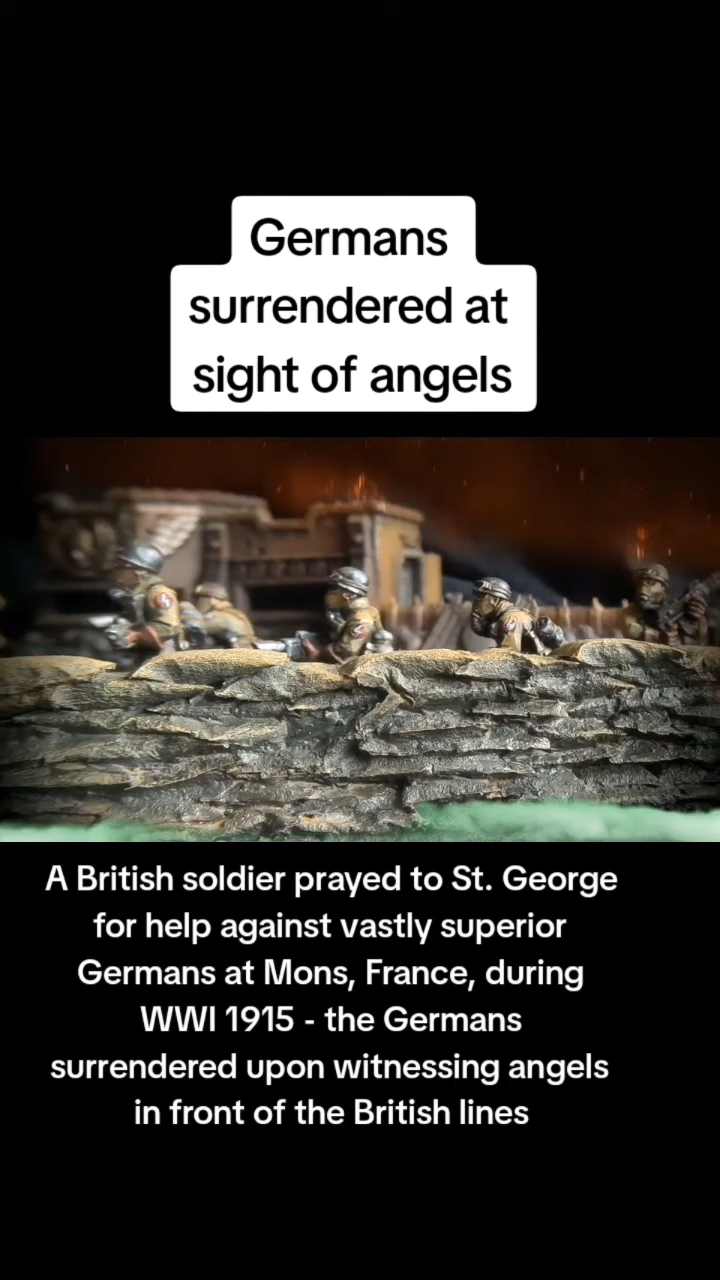 Germans
surrendered at
sight of angels
A British soldier prayed to St. George
for help against vastly superior
Germans at Mons, France, during
WWI 1915 - the Germans
surrendered upon witnessing angels
in front of the British lines